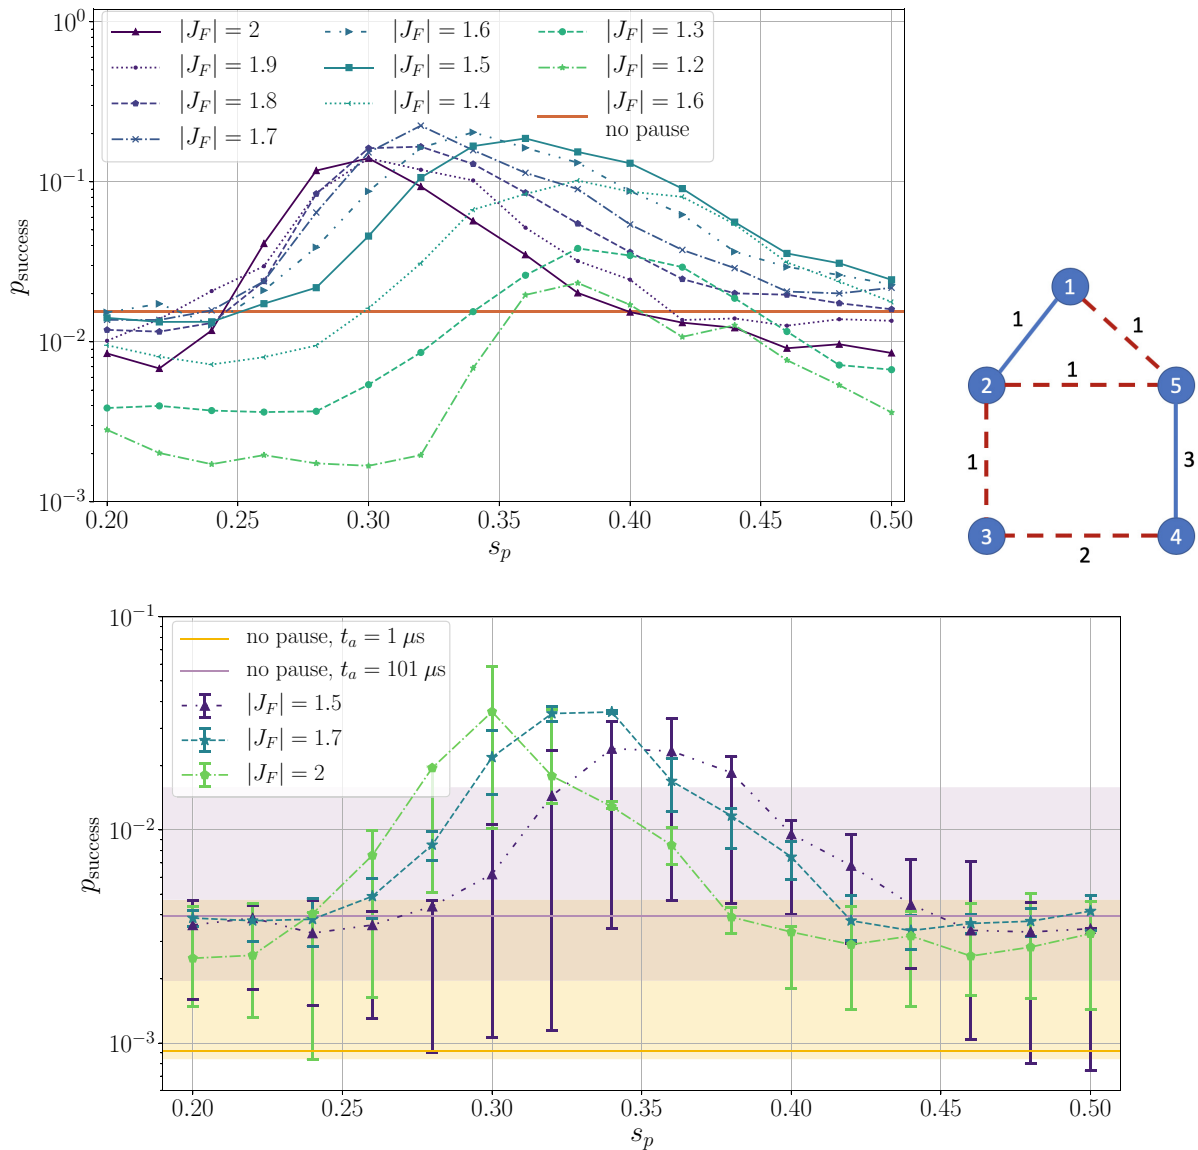 10⁰
10⁻¹
10⁻²
10⁻³
p_success
|J_F| = 2
|J_F| = 1.9
|J_F| = 1.8
|J_F| = 1.7
|J_F| = 1.6
|J_F| = 1.5
|J_F| = 1.4
|J_F| = 1.3
|J_F| = 1.2
|J_F| = 1.6
no pause
0.20 0.25 0.30 0.35 0.40 0.45 0.50
s_p
1
1
1
2
1
5
1
3
3
4
2
10⁻¹
10⁻²
10⁻³
p_success
no pause, t_a = 1 μs
no pause, t_a = 101 μs
|J_F| = 1.5
|J_F| = 1.7
|J_F| = 2
0.20 0.25 0.30 0.35 0.40 0.45 0.50
s_p